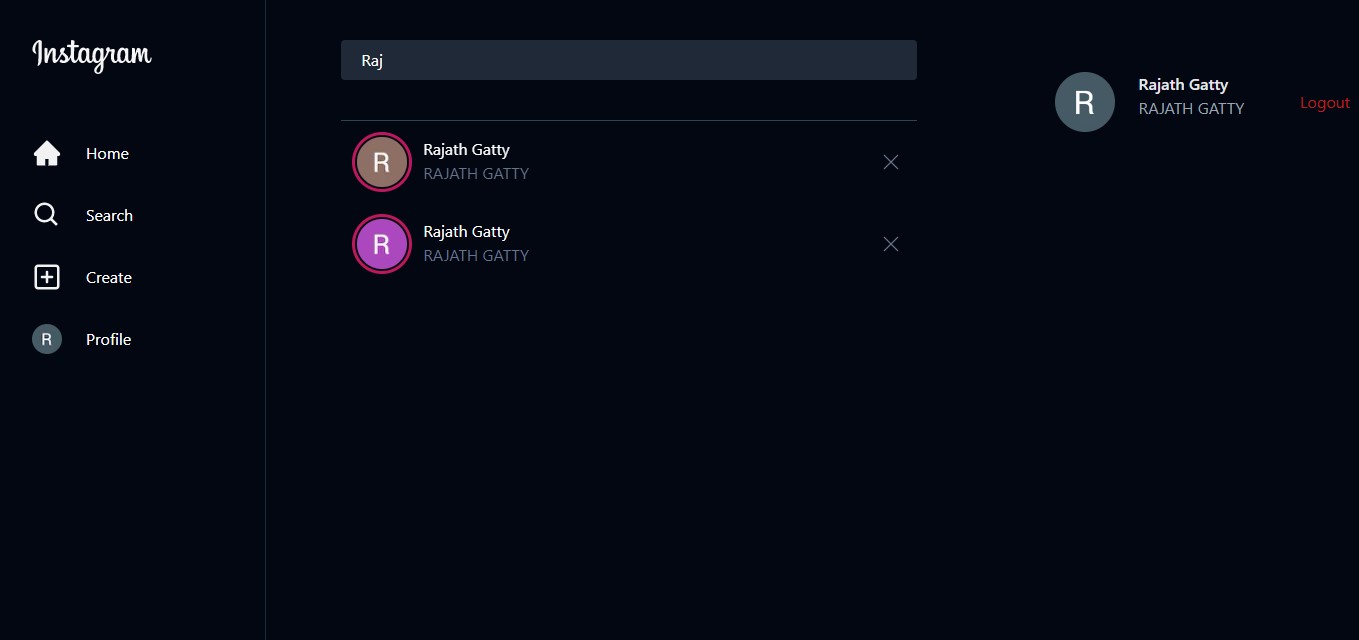 Instagram
Home
Search
Create
R
Profile
Raj
R
Rajath Gatty
RAJATH GATTY
R
Rajath Gatty
RAJATH GATTY
R
Rajath Gatty
RAJATH GATTY
Logout